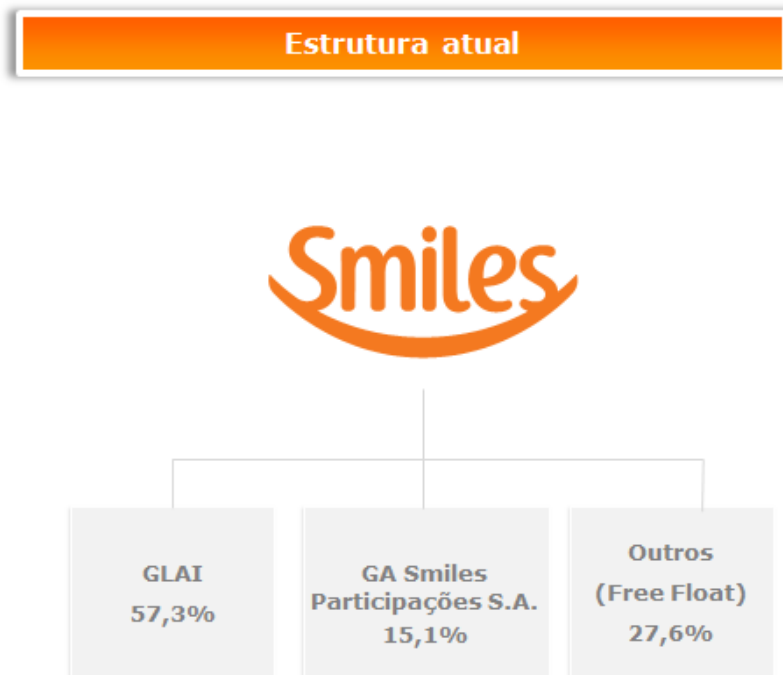 Estrutura atual
Smiles
GLAI
57,3%
GA Smiles
Participações S.A.
15,1%
Outros
(Free Float)
27,6%